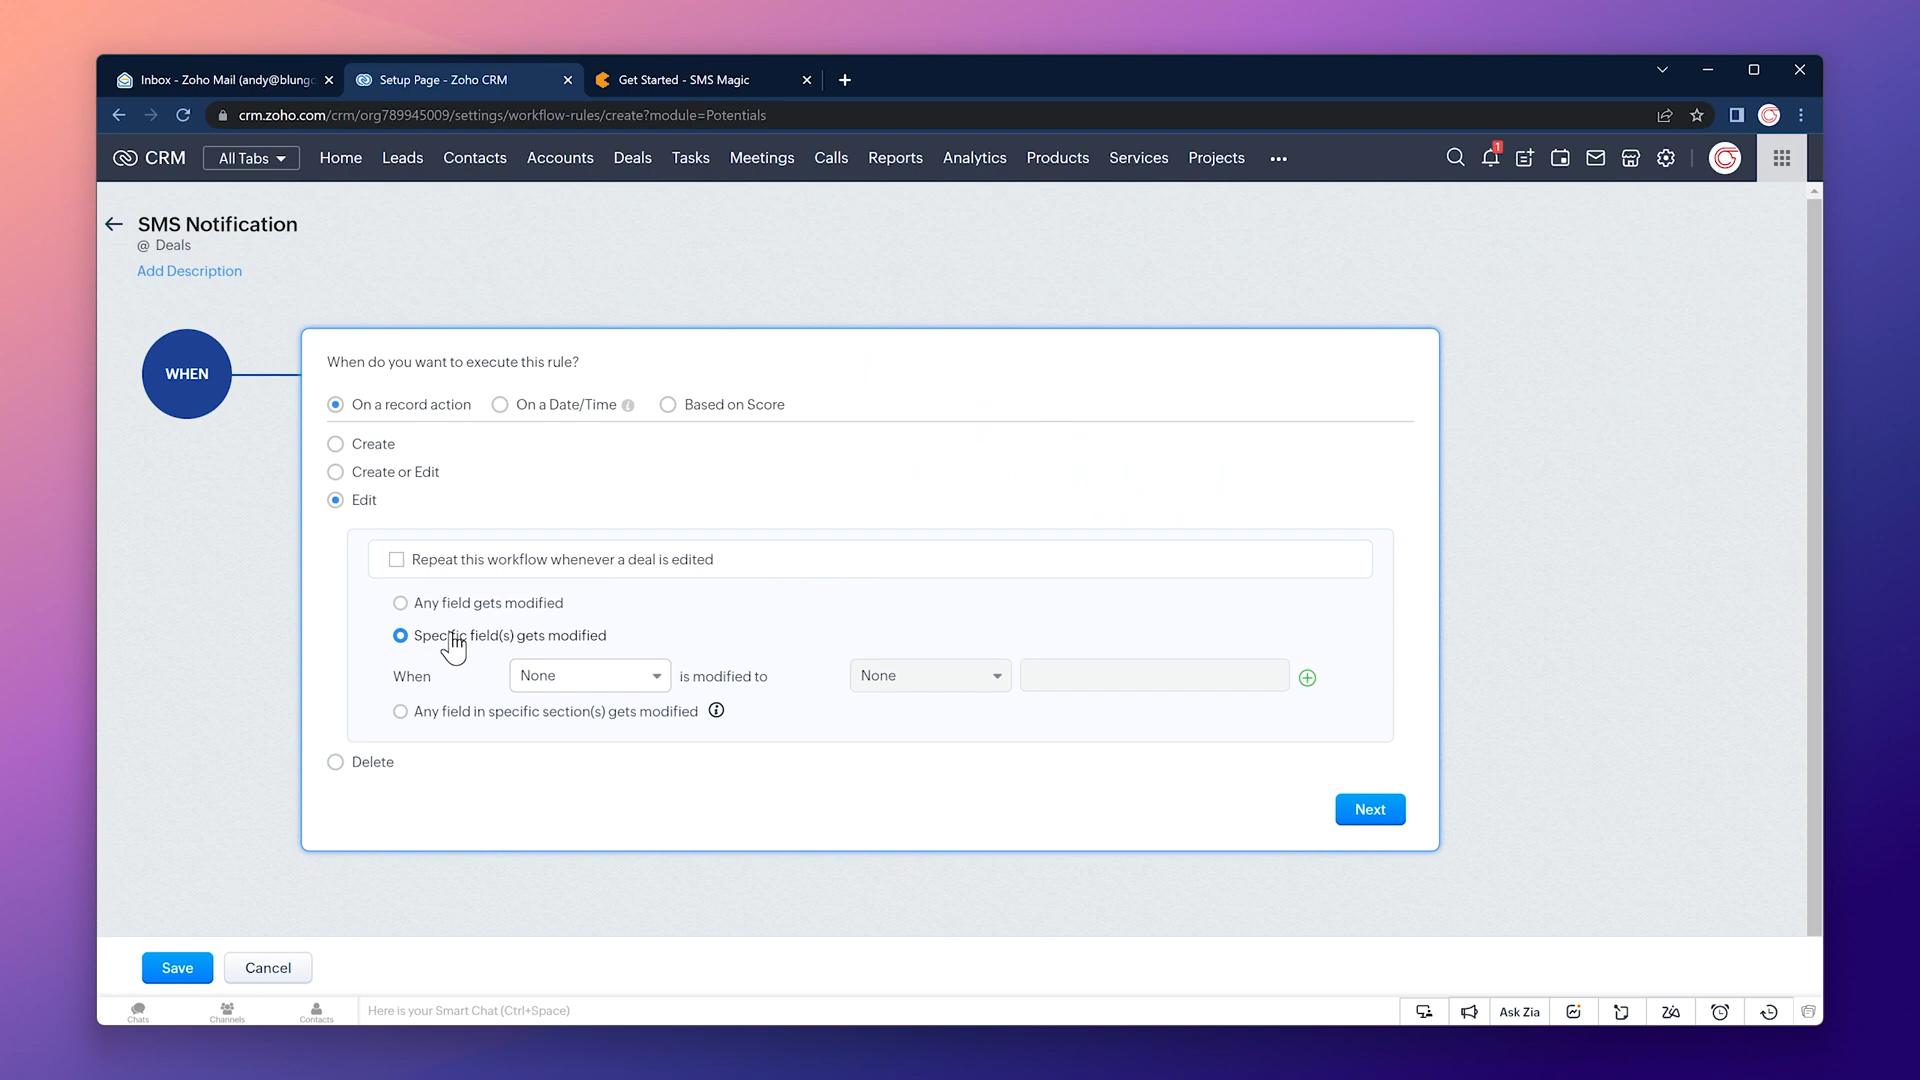 Inbox - Zoho Mail (andy@blungo
Setup Page - Zoho CRM
Get Started - SMS Magic
crm.zoho.com/crm/org789945009/settings/workflow-rules/create?module=Potentials
CRM
All Tabs
Home
Leads
Contacts
Accounts
Deals
Tasks
Meetings
Calls
Reports
Analytics
Products
Services
Projects
1
SMS Notification
@ Deals
Add Description
WHEN
When do you want to execute this rule?
On a record action
On a Date/Time
Based on Score
Create
Create or Edit
Edit
Repeat this workflow whenever a deal is edited
Any field gets modified
Specific field(s) gets modified
When
None
is modified to
None
Any field in specific section(s) gets modified
Delete
Next
Save
Cancel
Chats
Channels
Contacts
Here is your Smart Chat (Ctrl+Space)
Ask Zia